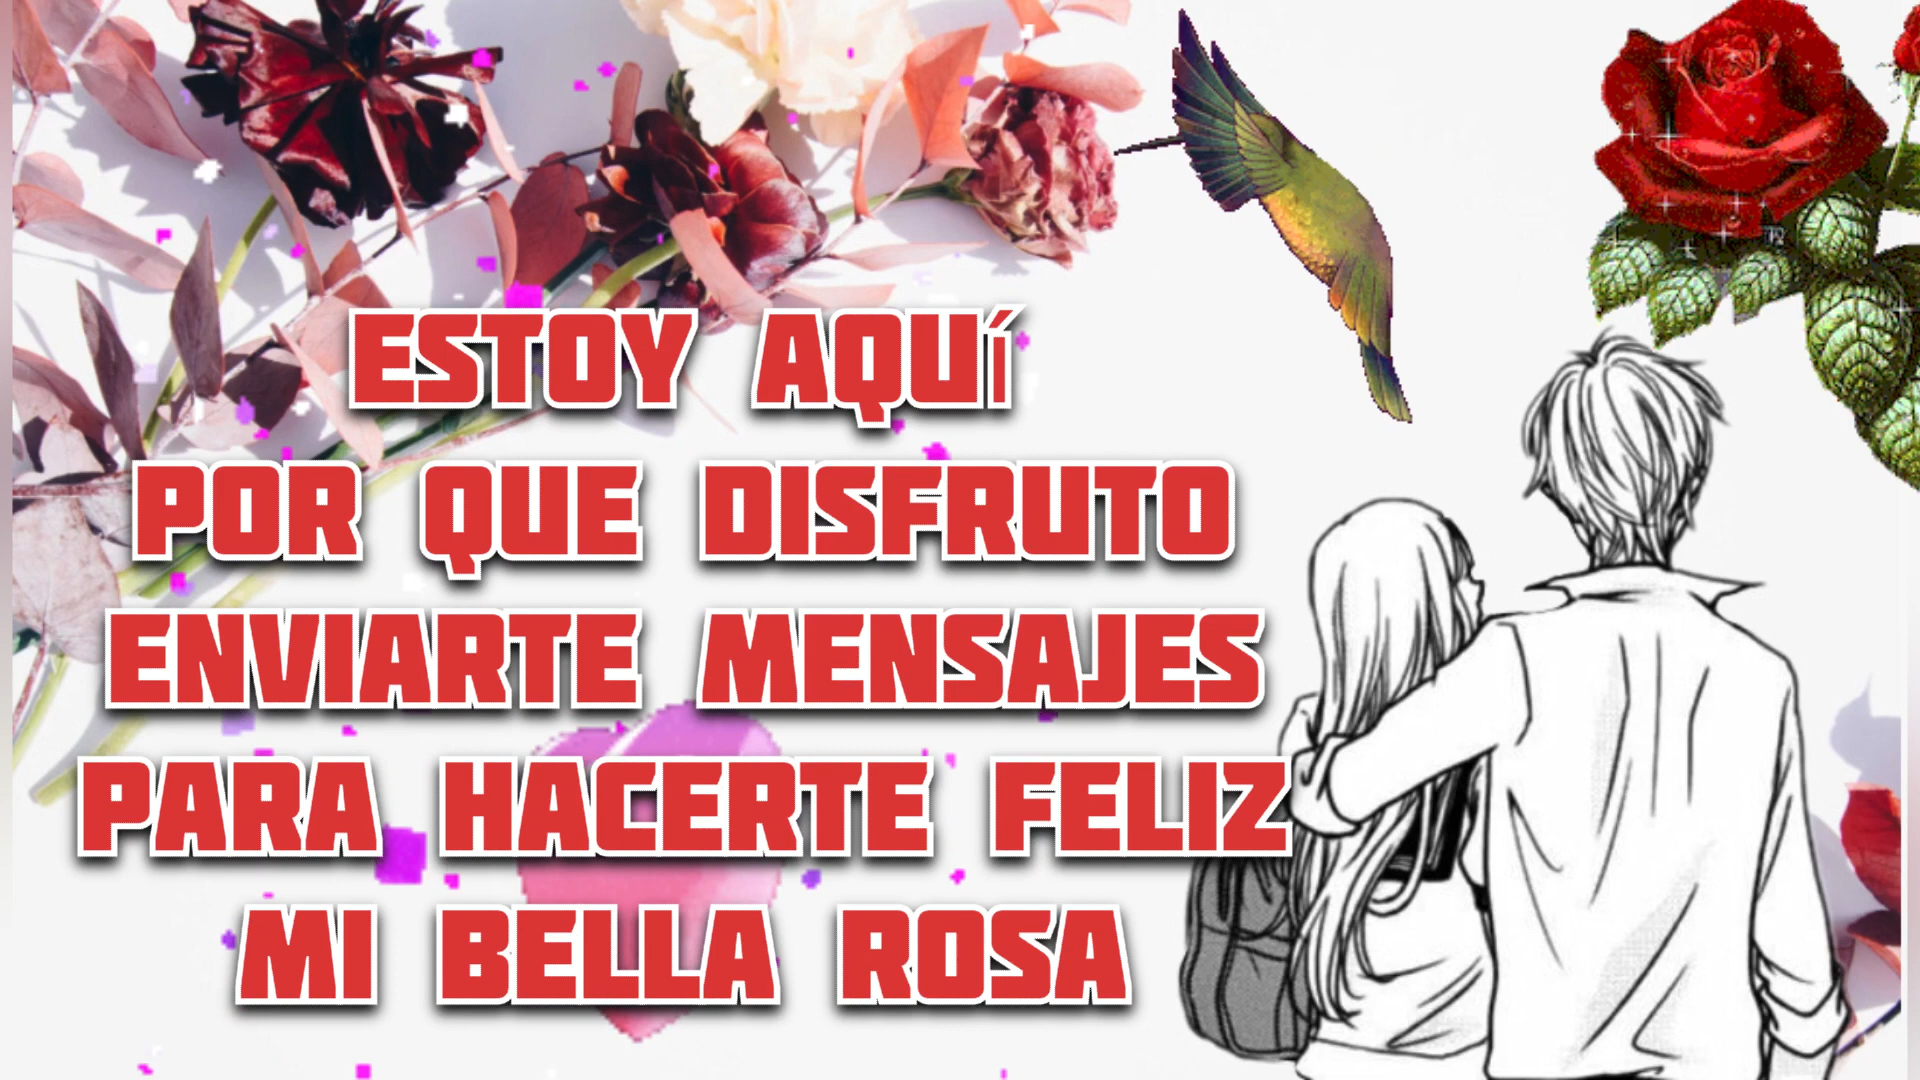 ESTOY AQUí
POR QUE DISFRUTO
ENVIARTE MENSAJES
PARA HACERTE FELIZ
MI BELLA ROSA